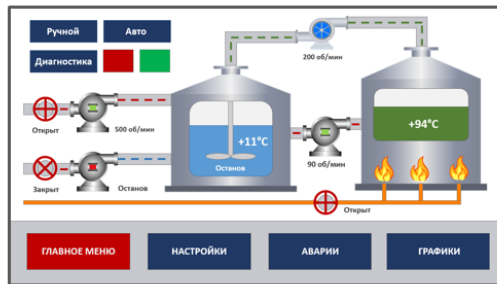 Ручной
Авто
200 об/мин
Диагностика
+94°C
Открыт
500 об/мин
+11°C
90 об/мин
Останов
Закрыт
Останов
Открыт
ГЛАВНОЕ МЕНЮ
НАСТРОЙКИ
АВАРИИ
ГРАФИКИ